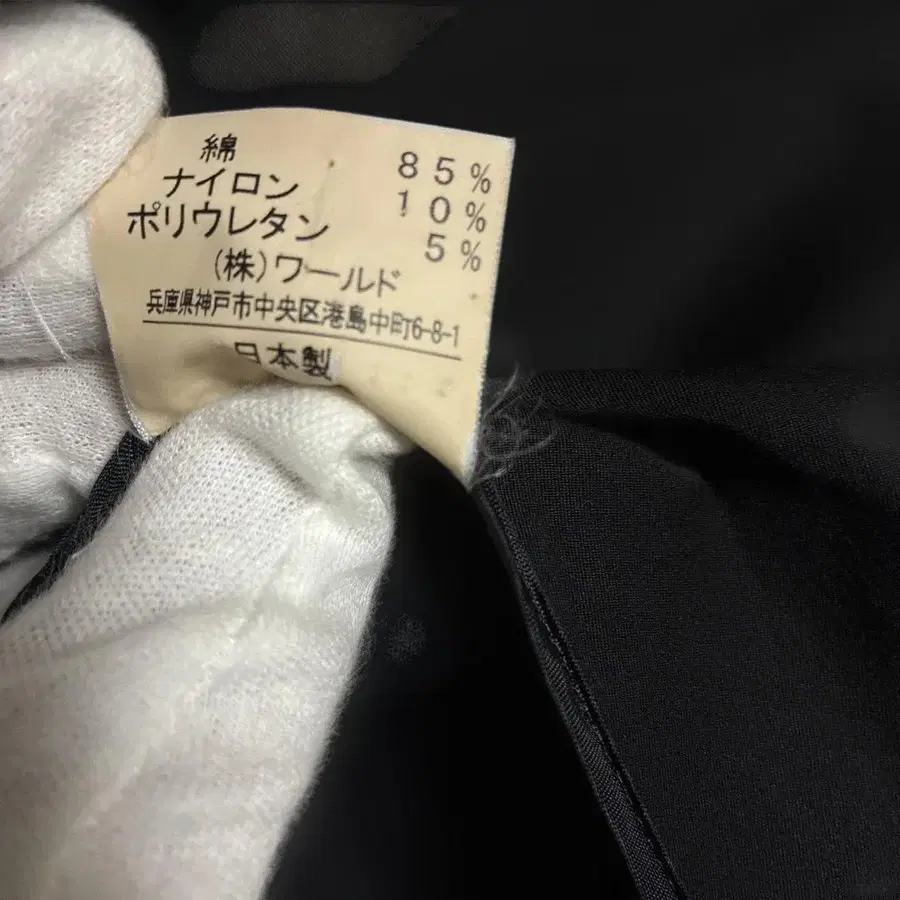 綿 85%
ナイロン 10%
ポリウレタン 5%
(株)ワールド
兵庫県神戸市中央区港島中町6-8-1
日本製